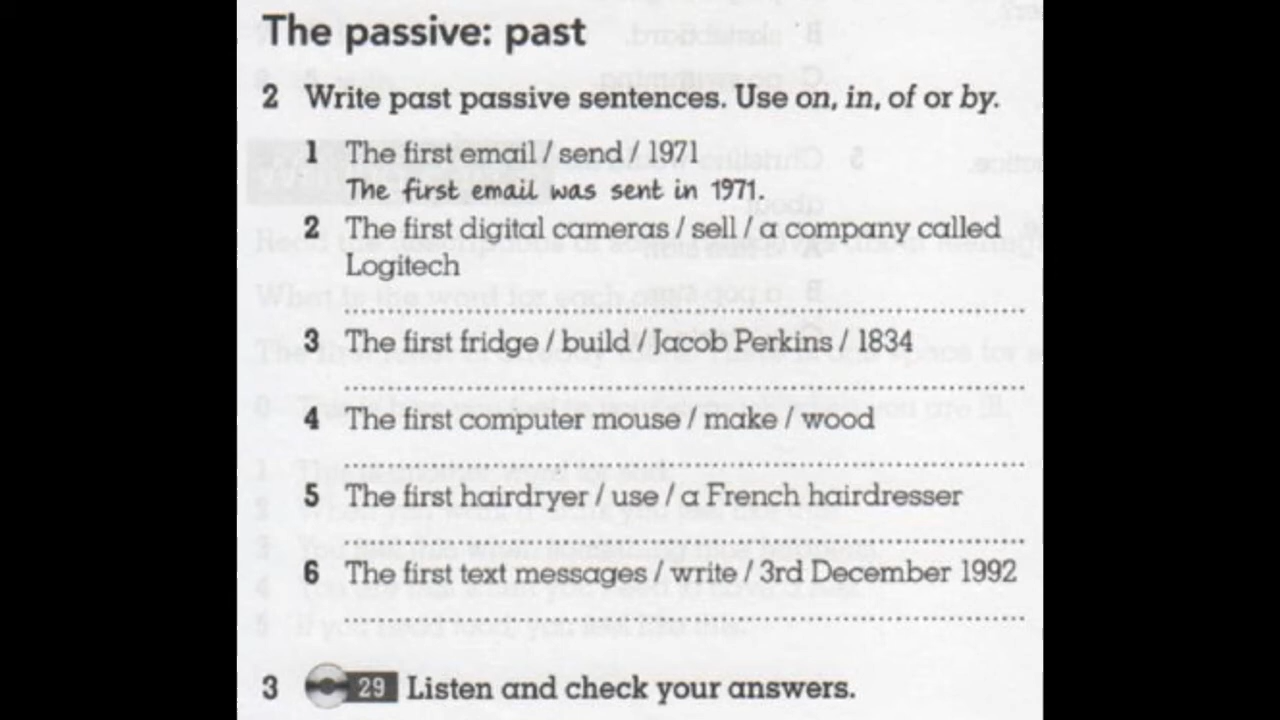 The passive: past
2 Write past passive sentences. Use on, in, of or by.
1 The first email / send / 1971
The first email was sent in 1971.
2 The first digital cameras / sell / a company called
Logitech
3 The first fridge / build / Jacob Perkins / 1834
4 The first computer mouse / make / wood
5 The first hairdryer / use / a French hairdresser
6 The first text messages / write / 3rd December 1992
3 29 Listen and check your answers.